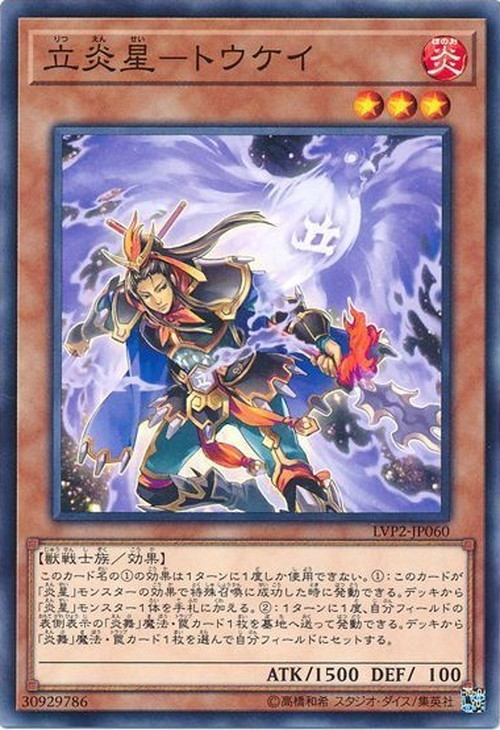 立炎星－トウケイ
炎
立
立
LVP2-JP060
【獣戦士族／効果】
このカード名の①の効果は1ターンに1度しか使用できない。①：このカードが
「炎星」モンスターの効果で特殊召喚に成功した時に発動できる。デッキから
「炎星」モンスター1体を手札に加える。②：1ターンに1度、自分フィールドの
表側表示の「炎舞」魔法・罠カード1枚を墓地へ送って発動できる。デッキから
「炎舞」魔法・罠カード1枚を選んで自分フィールドにセットする。
ATK/1500 DEF/ 100
30929786
©高橋和希 スタジオ・ダイス/集英社